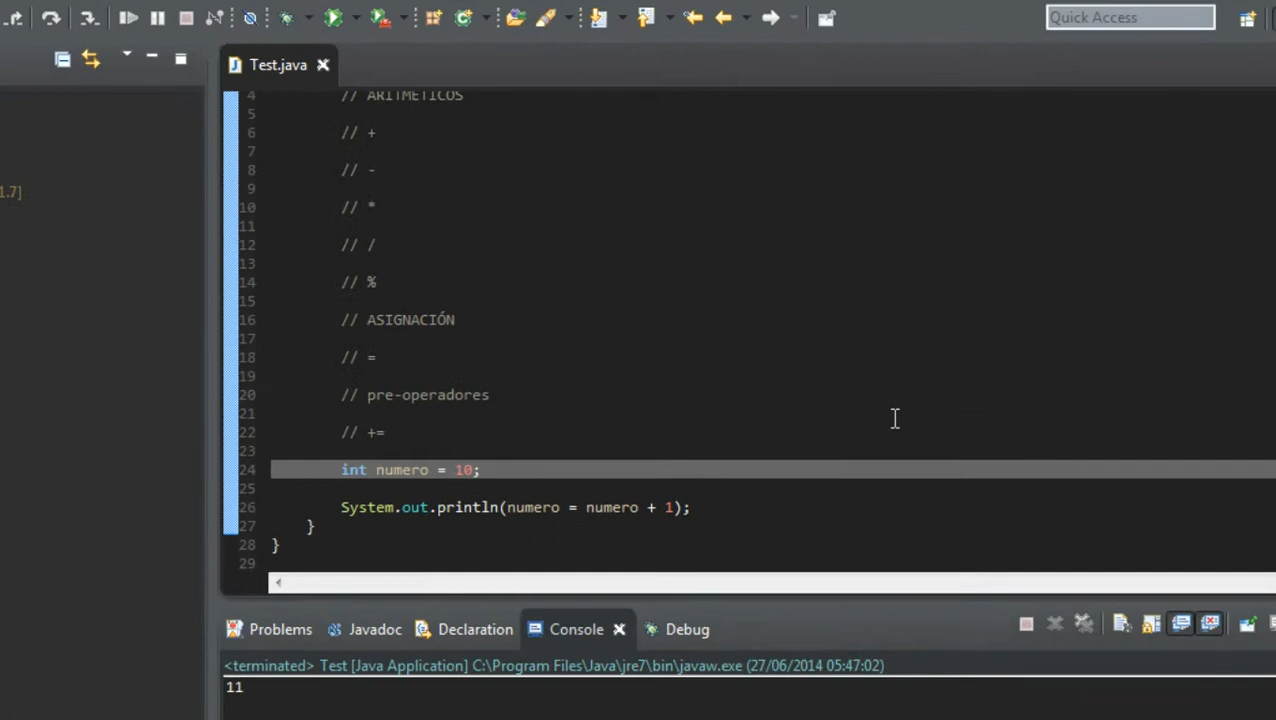 Quick Access
Test.java
4 // ARITMETICOS
5
6 // +
7
8 // -
9
10 // *
11
12 // /
13
14 // %
15
16 // ASIGNACIÓN
17
18 // =
19
20 // pre-operadores
21
22 // +=
23
24 int numero = 10;
25
26 System.out.println(numero = numero + 1);
27 }
28 }
29
1.7]
Problems Javadoc Declaration Console Debug
<terminated> Test [Java Application] C:\Program Files\Java\jre7\bin\javaw.exe (27/06/2014 05:47:02)
11